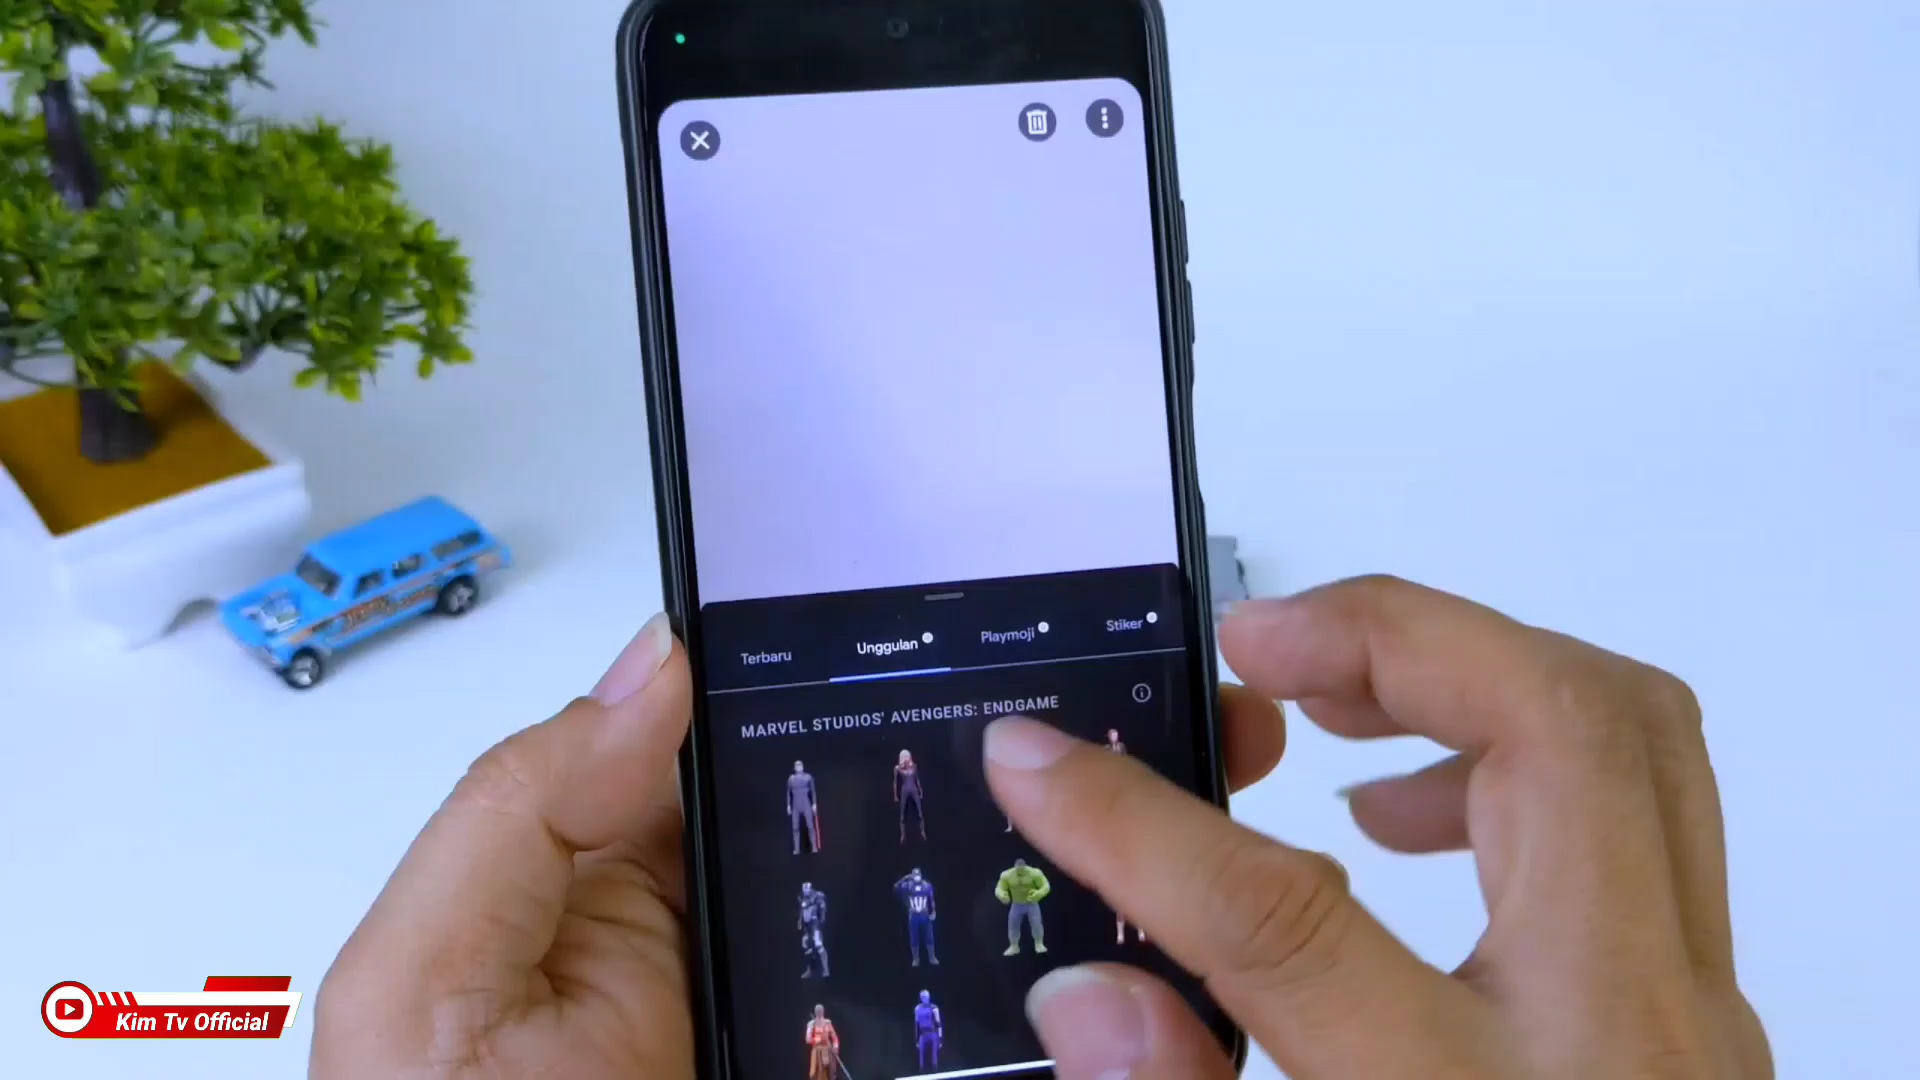 Terbaru
Unggulan
Playmoji
Stiker
MARVEL STUDIOS' AVENGERS: ENDGAME
Kim Tv Official